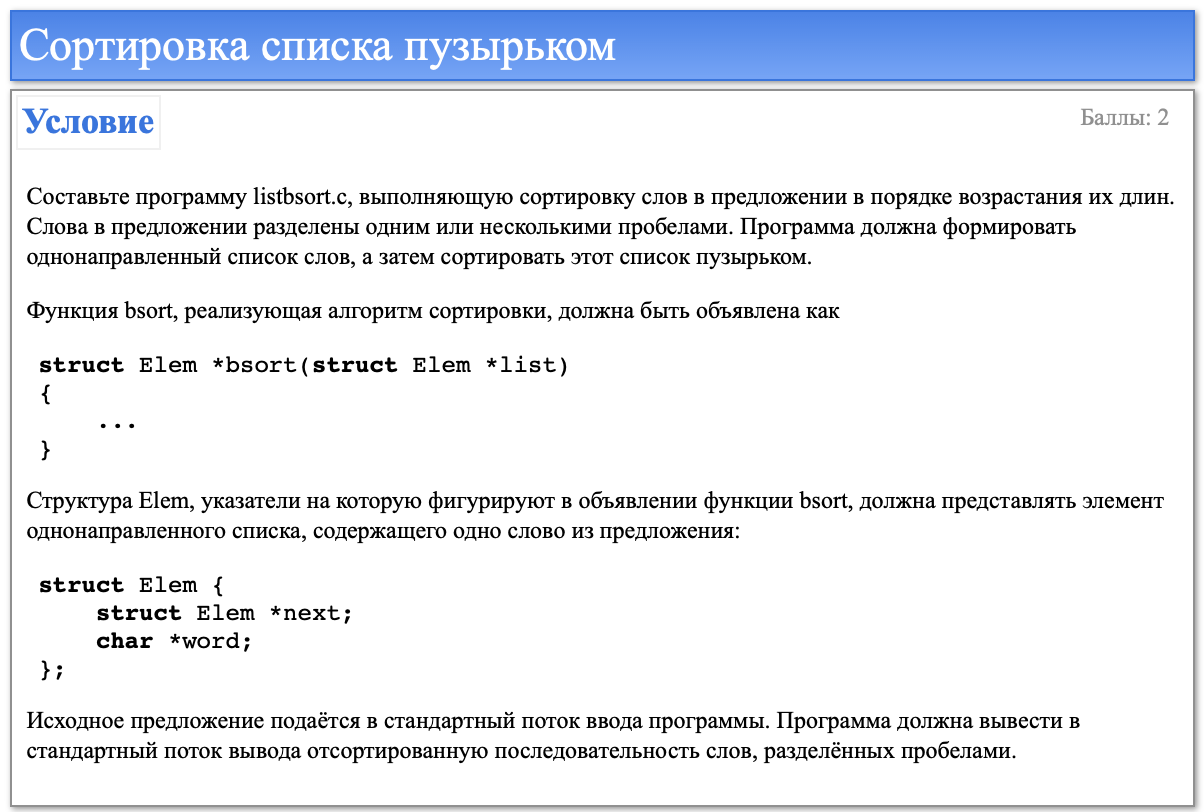 Сортировка списка пузырьком
Условие
Баллы: 2
Составьте программу listbsort.c, выполняющую сортировку слов в предложении в порядке возрастания их длин.
Слова в предложении разделены одним или несколькими пробелами. Программа должна формировать
однонаправленный список слов, а затем сортировать этот список пузырьком.
Функция bsort, реализующая алгоритм сортировки, должна быть объявлена как
struct Elem *bsort(struct Elem *list)
{
    ...
}
Структура Elem, указатели на которую фигурируют в объявлении функции bsort, должна представлять элемент
однонаправленного списка, содержащего одно слово из предложения:
struct Elem {
    struct Elem *next;
    char *word;
};
Исходное предложение подаётся в стандартный поток ввода программы. Программа должна вывести в
стандартный поток вывода отсортированную последовательность слов, разделённых пробелами.